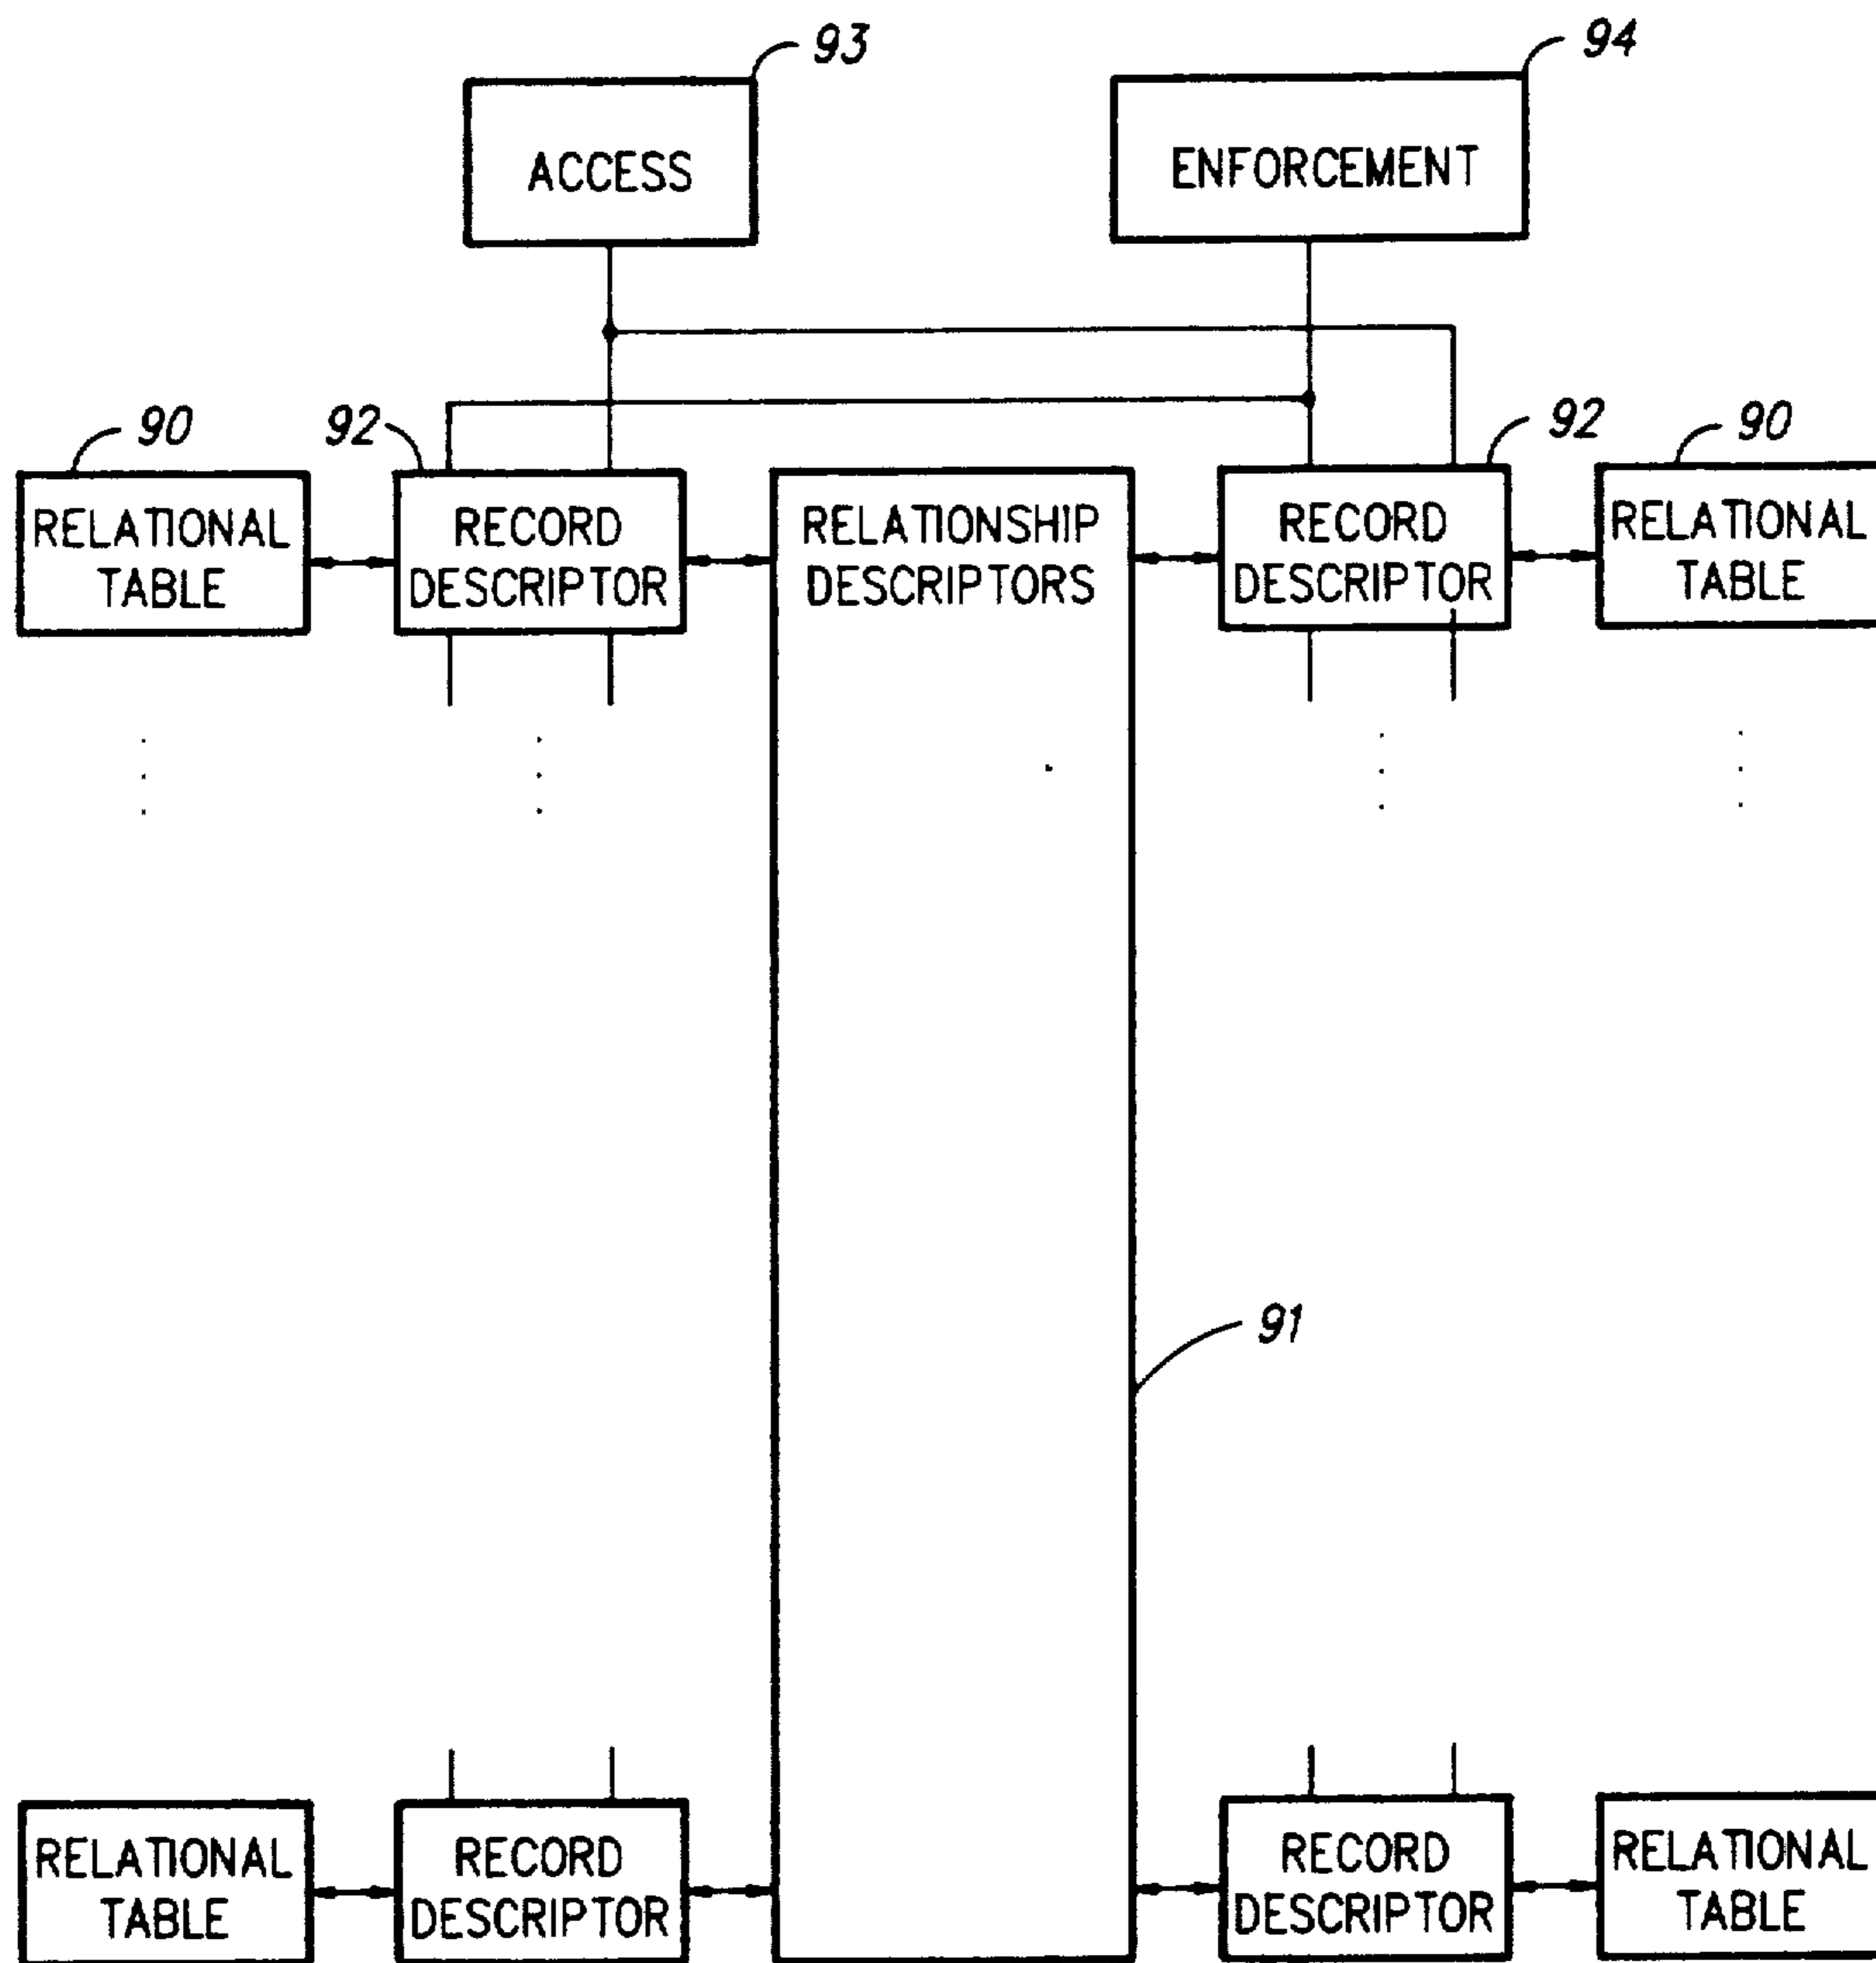 93
94
ACCESS
ENFORCEMENT
90
92
92
90
RELATIONAL
TABLE
RECORD
DESCRIPTOR
RELATIONSHIP
DESCRIPTORS
RECORD
DESCRIPTOR
RELATIONAL
TABLE
91
RELATIONAL
TABLE
RECORD
DESCRIPTOR
RECORD
DESCRIPTOR
RELATIONAL
TABLE